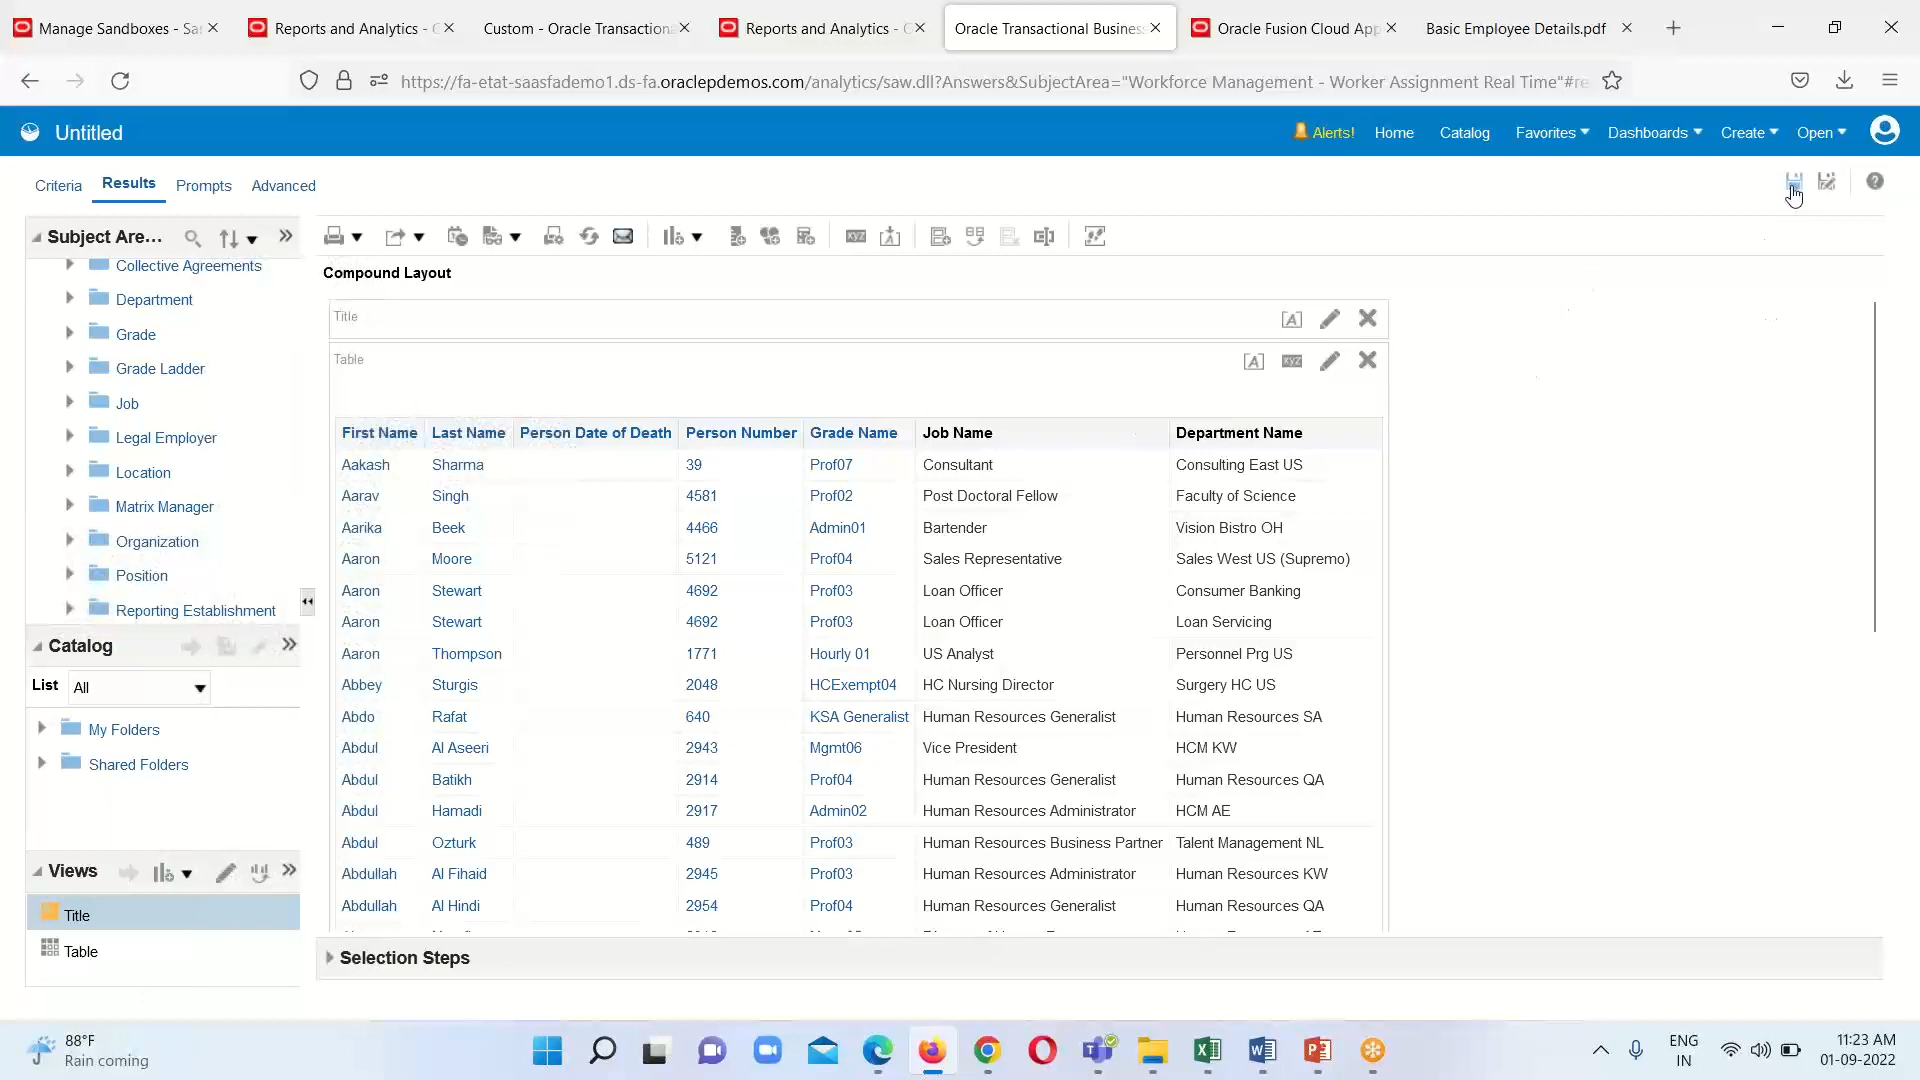 Manage Sandboxes - Sa
Reports and Analytics - O
Custom - Oracle Transactiona
Reports and Analytics - O
Oracle Transactional Business
Oracle Fusion Cloud App
Basic Employee Details.pdf
https://fa-etat-saasfademo1.ds-fa.oraclepdemos.com/analytics/saw.dll?Answers&SubjectArea="Workforce Management - Worker Assignment Real Time"#re
Untitled
Alerts! Home Catalog Favorites Dashboards Create Open
Criteria Results Prompts Advanced
Subject Are...
Collective Agreements
Department
Grade
Grade Ladder
Job
Legal Employer
Location
Matrix Manager
Organization
Position
Reporting Establishment
Catalog
List All
My Folders
Shared Folders
Views
Title
Table
Compound Layout
Title
Table
First Name Last Name Person Date of Death Person Number Grade Name Job Name Department Name
Aakash Sharma 39 Prof07 Consultant Consulting East US
Aarav Singh 4581 Prof02 Post Doctoral Fellow Faculty of Science
Aarika Beek 4466 Admin01 Bartender Vision Bistro OH
Aaron Moore 5121 Prof04 Sales Representative Sales West US (Supremo)
Aaron Stewart 4692 Prof03 Loan Officer Consumer Banking
Aaron Stewart 4692 Prof03 Loan Officer Loan Servicing
Aaron Thompson 1771 Hourly 01 US Analyst Personnel Prg US
Abbey Sturgis 2048 HCExempt04 HC Nursing Director Surgery HC US
Abdo Rafat 640 KSA Generalist Human Resources Generalist Human Resources SA
Abdul Al Aseeri 2943 Mgmt06 Vice President HCM KW
Abdul Batikh 2914 Prof04 Human Resources Generalist Human Resources QA
Abdul Hamadi 2917 Admin02 Human Resources Administrator HCM AE
Abdul Ozturk 489 Prof03 Human Resources Business Partner Talent Management NL
Abdullah Al Fihaid 2945 Prof03 Human Resources Administrator Human Resources KW
Abdullah Al Hindi 2954 Prof04 Human Resources Generalist Human Resources QA
Selection Steps
88°F
Rain coming
ENG
IN
11:23 AM
01-09-2022